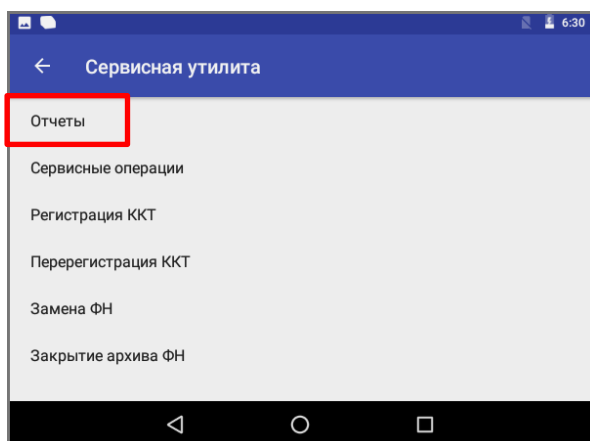 6:30
Сервисная утилита
Отчеты
Сервисные операции
Регистрация ККТ
Перерегистрация ККТ
Замена ФН
Закрытие архива ФН